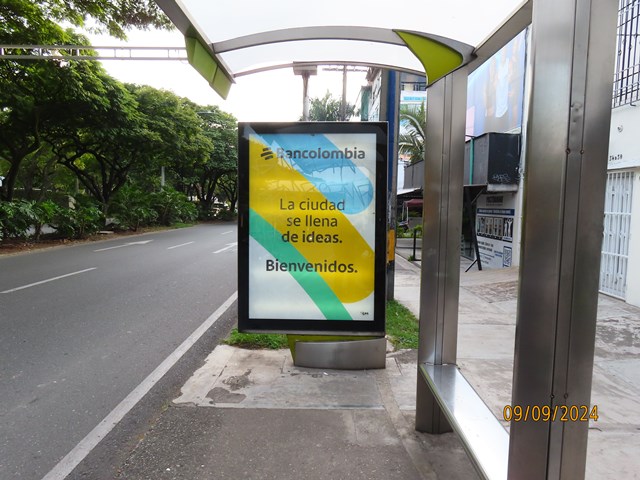 Bancolombia
La ciudad
se llena
de ideas.
Bienvenidos.
09/09/2024